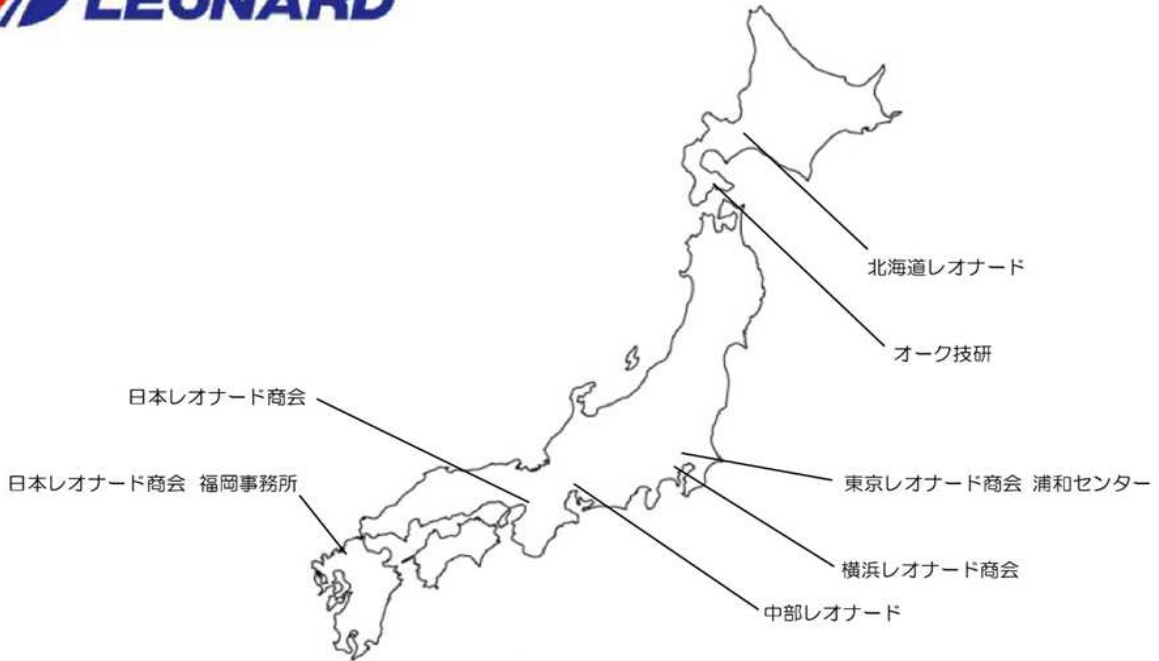 LEONARD
北海道レオナード
オーク技研
日本レオナード商会
日本レオナード商会 福岡事務所
東京レオナード商会 浦和センター
横浜レオナード商会
中部レオナード